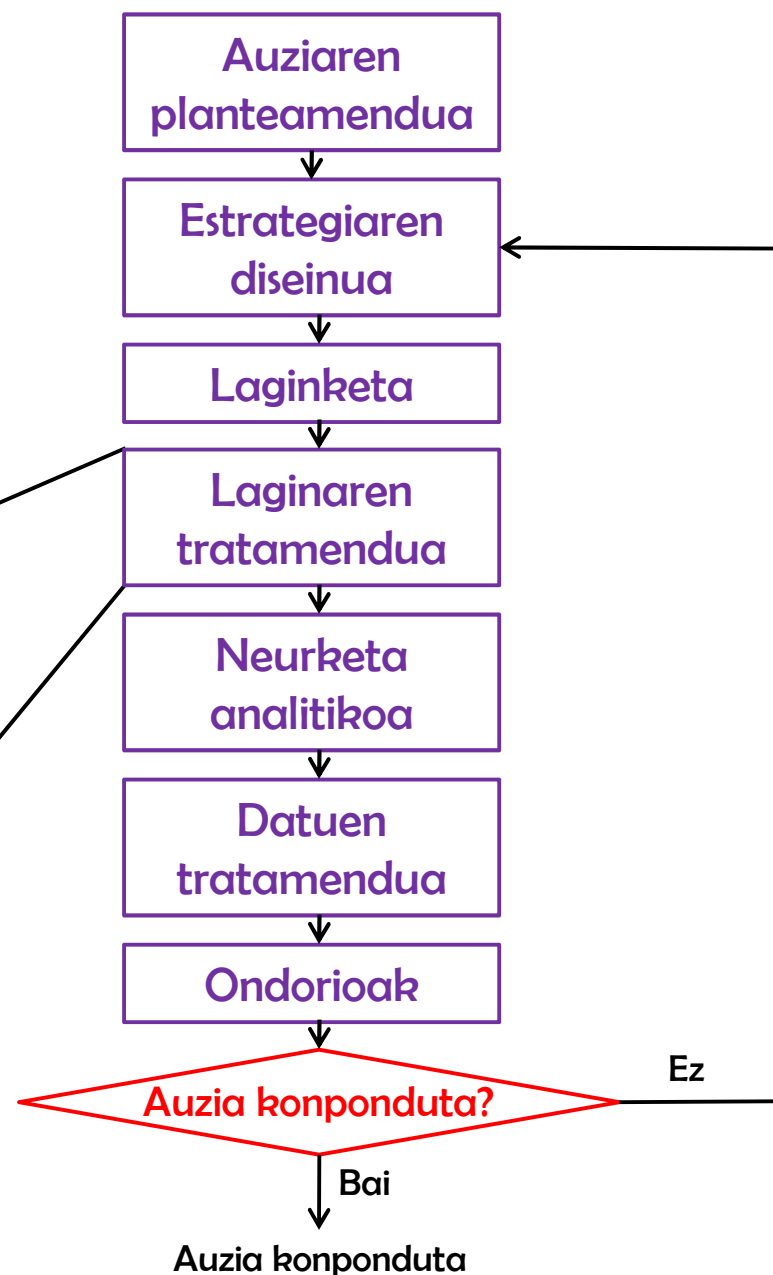 Auziaren
planteamendua
Estrategiaren
diseinua
Laginketa
Laginaren
tratamendua
Neurketa
analitikoa
Datuen
tratamendua
Ondorioak
Auzia konponduta?
Ez
Bai
Auzia konponduta